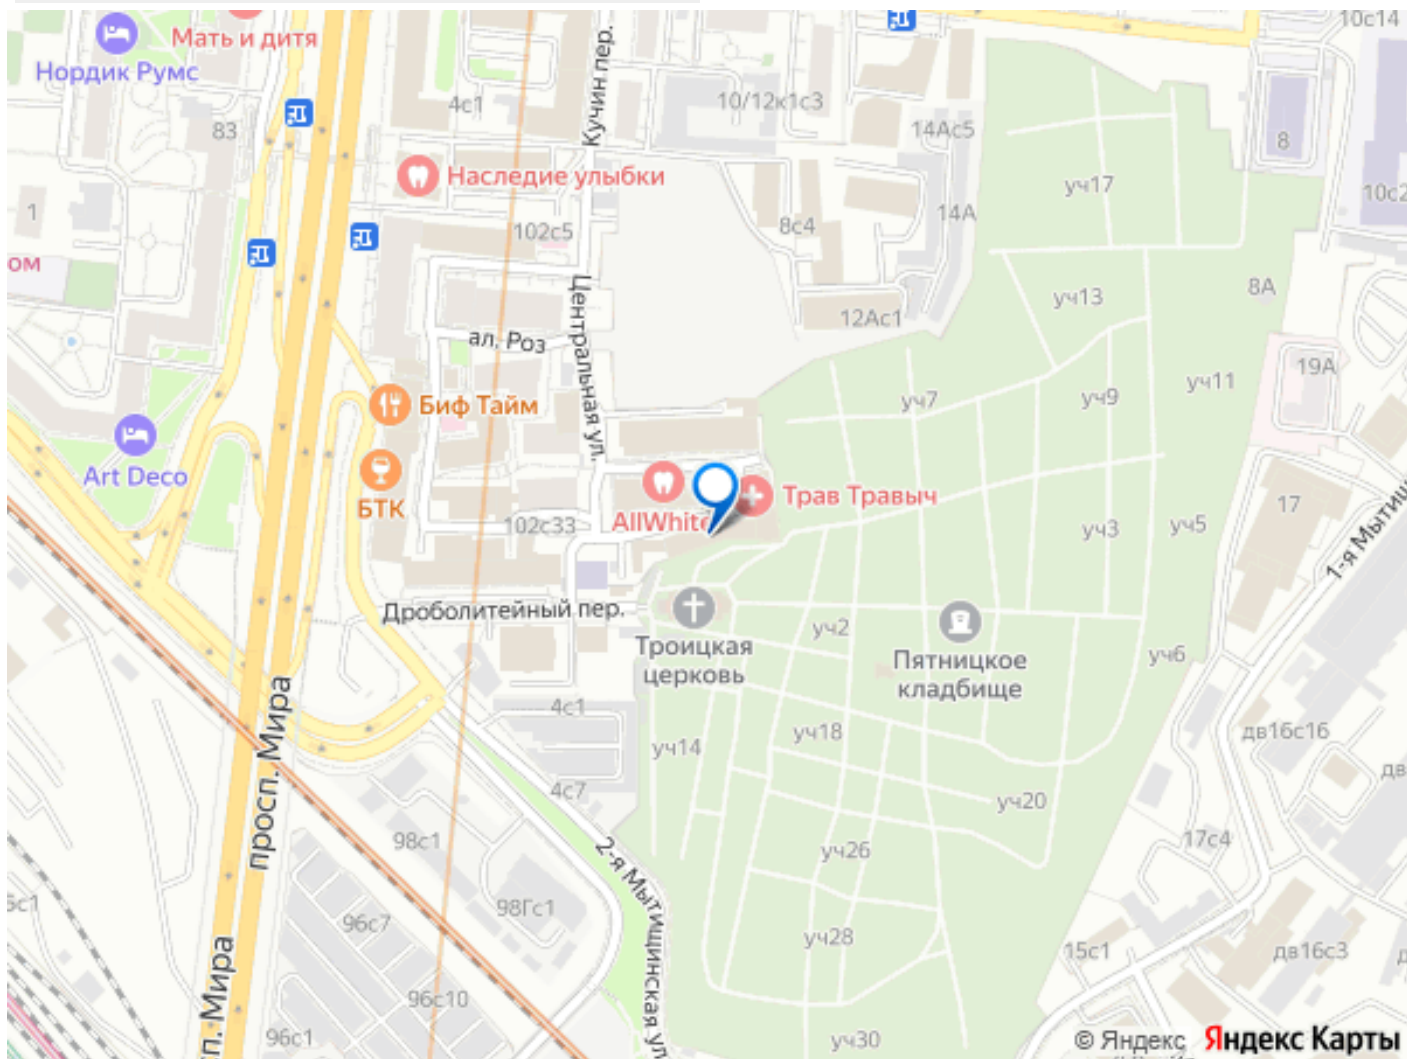 10с14
Мать и дитя
Нордик Румс
83
4с1
Кучин пер.
10/12к1с3
14Ас5
8
Наследие улыбки
уч17
10с2
1
102с5
8с4
14А
ом
Центральная ул.
уч13
8А
12Ас1
ал. Роз
19А
уч7
уч9
уч11
Биф Тайм
Art Deco
БТК
AllWhite
Трав Травыч
102с33
уч3
уч5
17
1-я Мытищ
Дроболитейный пер.
Троицкая
церковь
уч2
Пятницкое
кладбище
уч6
4с1
просп. Мира
уч14
уч18
дв16с16
дв
4с7
уч20
98с1
2-я Мытищинская ул.
уч26
17с4
5с1
96с7
98Гс1
уч28
15с1
дв16с3
сп. Мира
96с10
96с1
уч30
© Яндекс Яндекс Карты